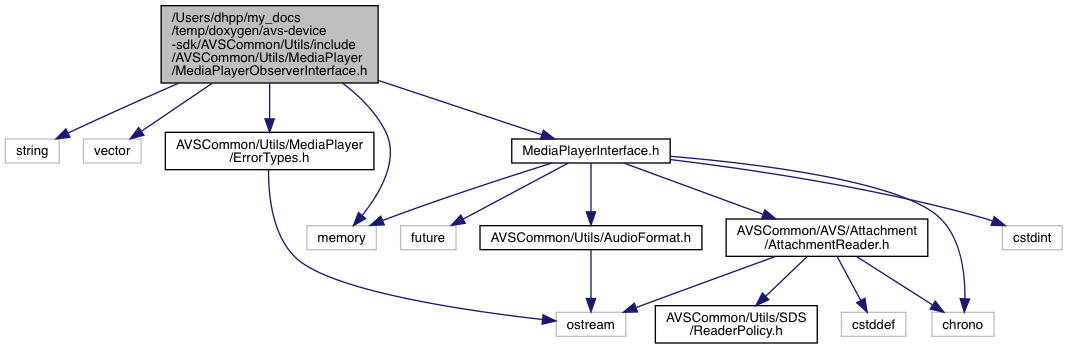 /Users/dhpp/my_docs
/temp/doxygen/avs-device
-sdk/AVSCommon/Utils/include
/AVSCommon/Utils/MediaPlayer
/MediaPlayerObserverInterface.h
string
vector
AVSCommon/Utils/MediaPlayer
/ErrorTypes.h
MediaPlayerInterface.h
memory
future
AVSCommon/Utils/AudioFormat.h
AVSCommon/AVS/Attachment
/AttachmentReader.h
cstdint
ostream
AVSCommon/Utils/SDS
/ReaderPolicy.h
cstddef
chrono